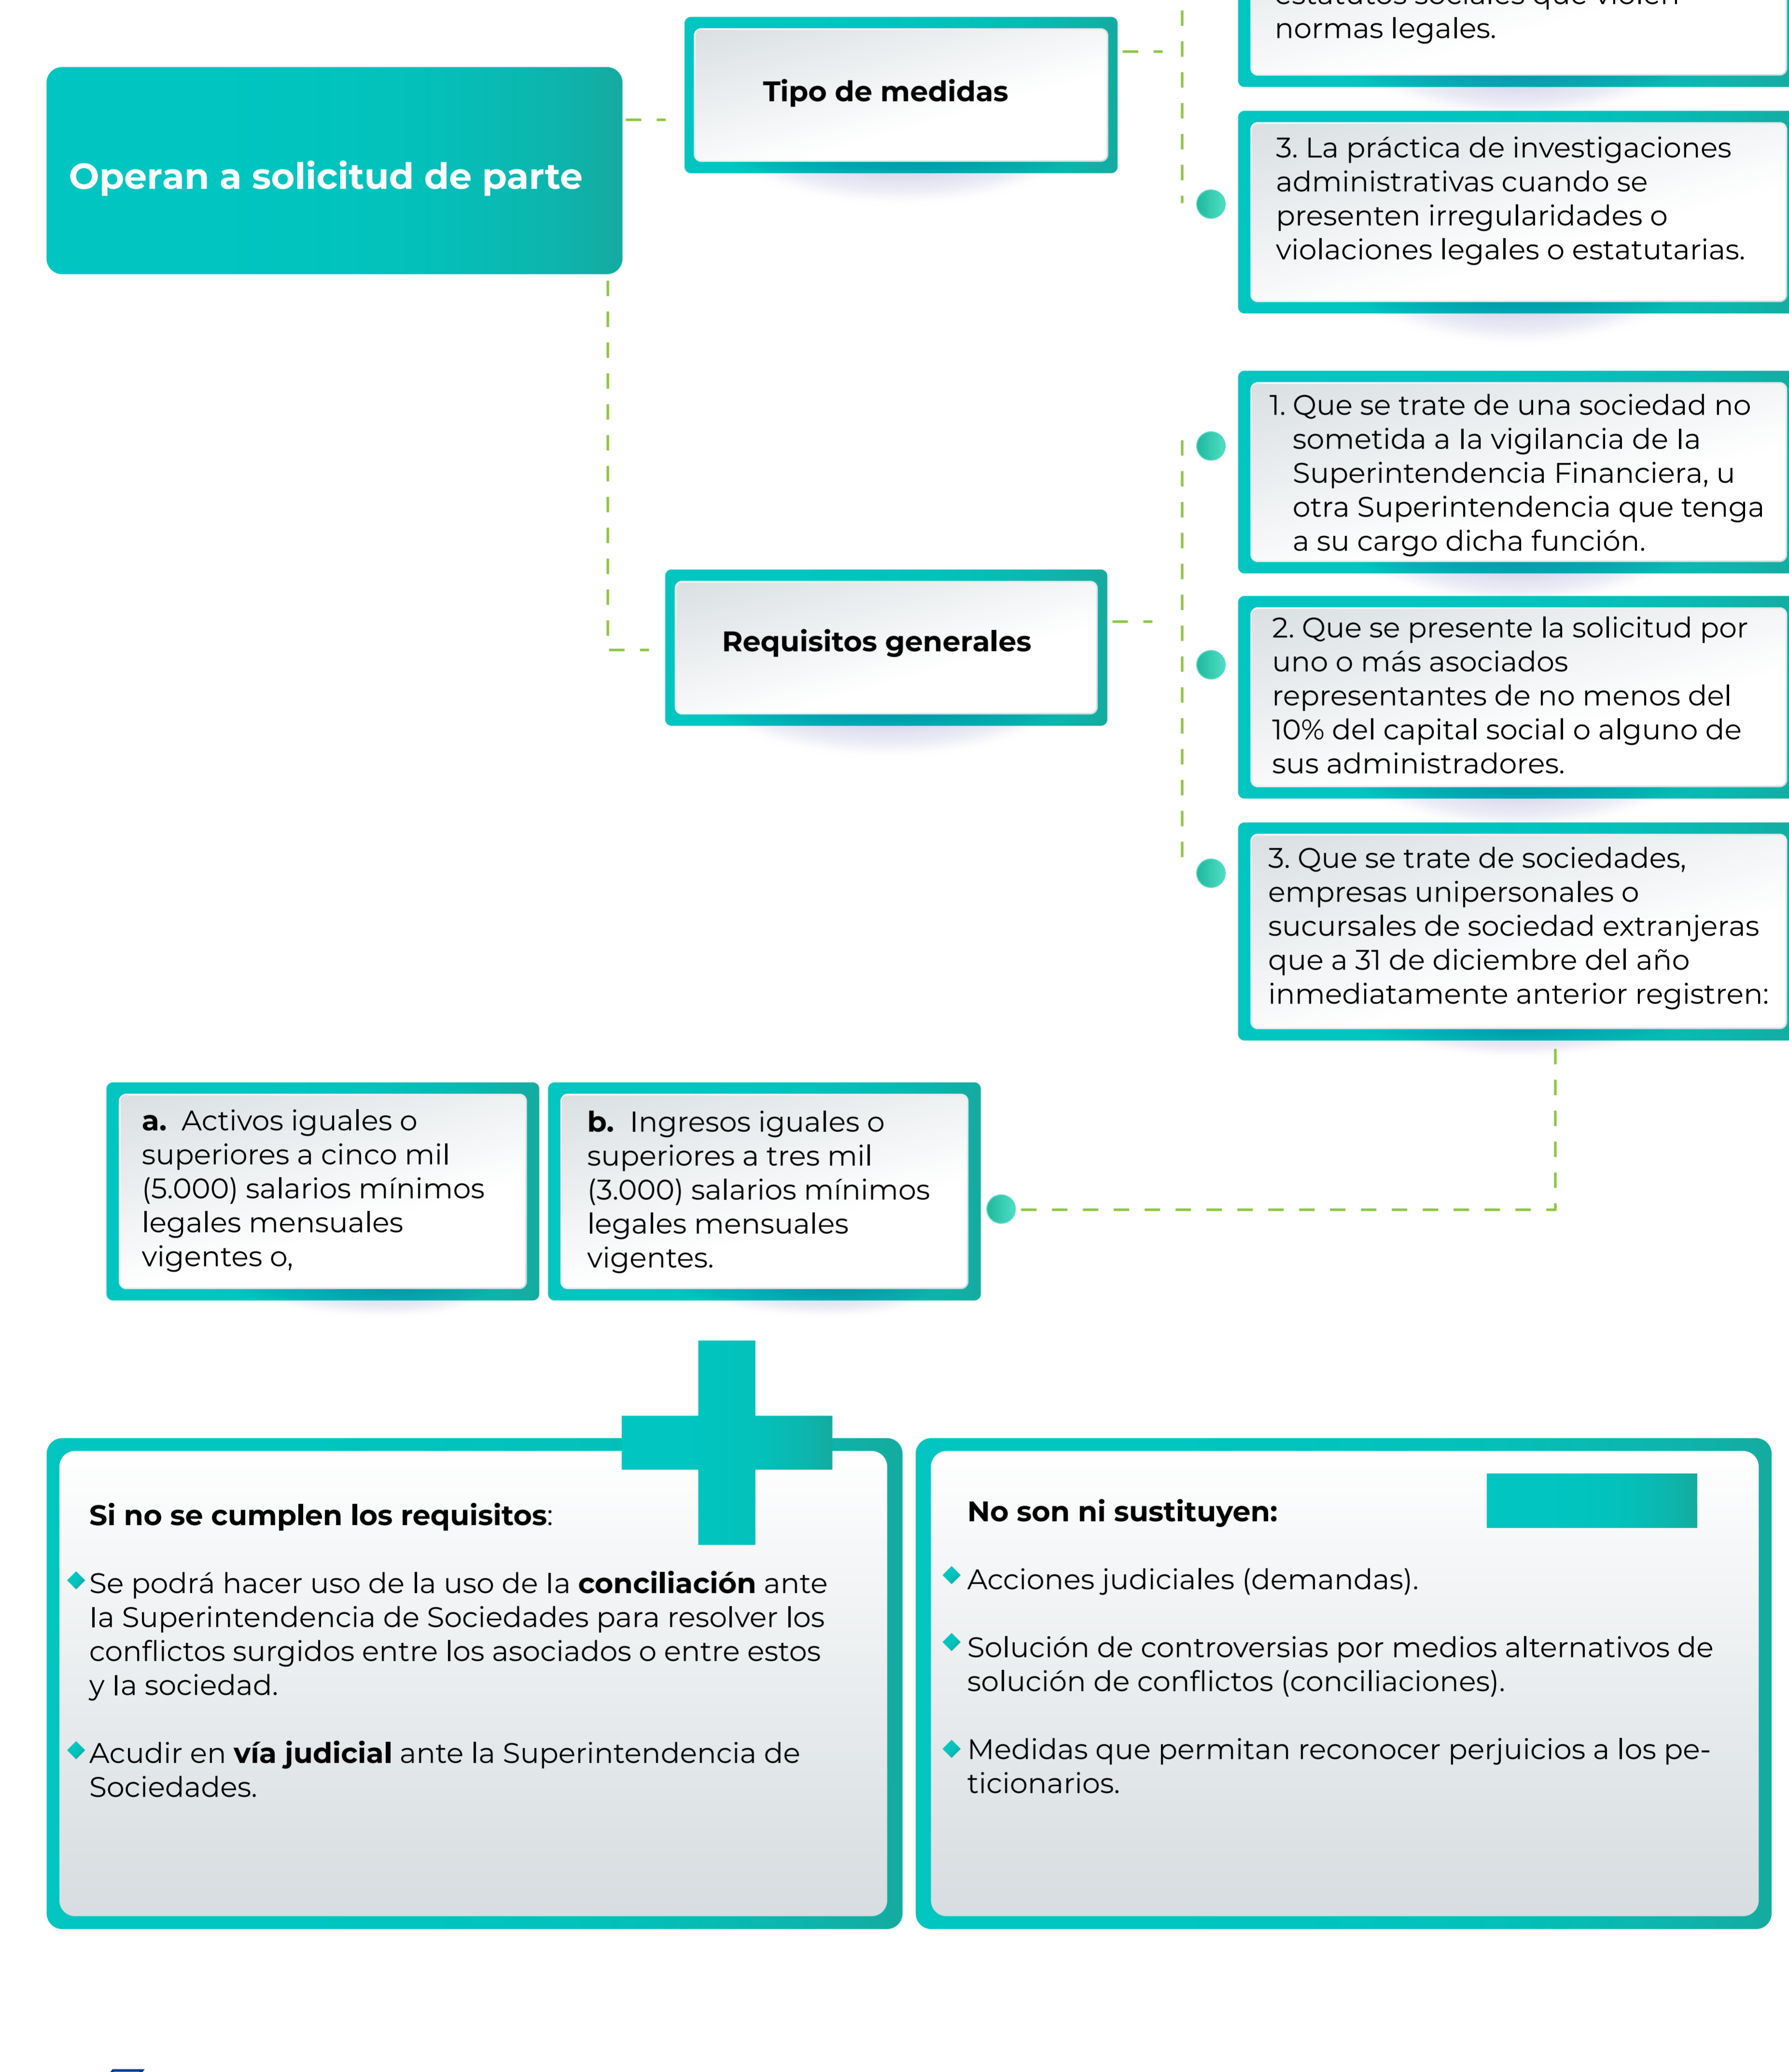 normas legales.
Tipo de medidas
Operan a solicitud de parte
3. La práctica de investigaciones
administrativas cuando se
presenten irregularidades o
violaciones legales o estatutarias.
1. Que se trate de una sociedad no
sometida a la vigilancia de la
Superintendencia Financiera, u
otra Superintendencia que tenga
a su cargo dicha función.
Requisitos generales
2. Que se presente la solicitud por
uno o más asociados
representantes de no menos del
10% del capital social o alguno de
sus administradores.
3. Que se trate de sociedades,
empresas unipersonales o
sucursales de sociedad extranjeras
que a 31 de diciembre del año
inmediatamente anterior registren:
a. Activos iguales o
superiores a cinco mil
(5.000) salarios mínimos
legales mensuales
vigentes o,
b. Ingresos iguales o
superiores a tres mil
(3.000) salarios mínimos
legales mensuales
vigentes.
Si no se cumplen los requisitos:
Se podrá hacer uso de la uso de la conciliación ante
la Superintendencia de Sociedades para resolver los
conflictos surgidos entre los asociados o entre estos
y la sociedad.
Acudir en vía judicial ante la Superintendencia de
Sociedades.
No son ni sustituyen:
Acciones judiciales (demandas).
Solución de controversias por medios alternativos de
solución de conflictos (conciliaciones).
Medidas que permitan reconocer perjuicios a los pe-
ticionarios.